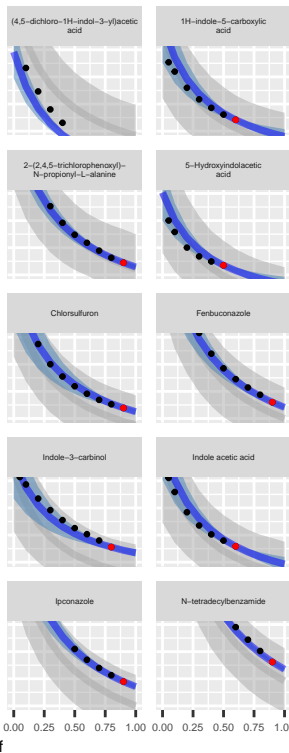 (4,5−dichloro−1H−indol−3−yl)acetic
acid
1H−indole−5−carboxylic
acid
2−(2,4,5−trichlorophenoxyl)−
N−propionyl−L−alanine
5−Hydroxyindolacetic
acid
Chlorsulfuron
Fenbuconazole
Indole−3−carbinol
Indole acetic acid
Ipconazole
N−tetradecylbenzamide
0.00 0.25 0.50 0.75 1.00
0.00 0.25 0.50 0.75 1.0
f